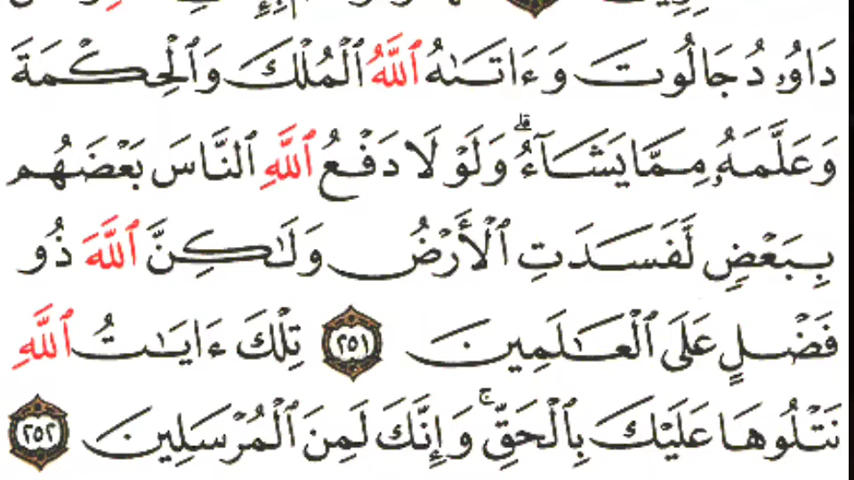 دَاوُۥدُ جَالُوتَ وَءَاتَىٰهُ ٱللَّهُ ٱلْمُلْكَ وَٱلْحِكْمَةَ
وَعَلَّمَهُۥ مِمَّا يَشَآءُ ۗ وَلَوْلَا دَفْعُ ٱللَّهِ ٱلنَّاسَ بَعْضَهُم
بِبَعْضٍ لَّفَسَدَتِ ٱلْأَرْضُ وَلَٰكِنَّ ٱللَّهَ ذُو
فَضْلٍ عَلَى ٱلْعَٰلَمِينَ ٢٥١ تِلْكَ ءَايَٰتُ ٱللَّهِ
نَتْلُوهَا عَلَيْكَ بِٱلْحَقِّ ۚ وَإِنَّكَ لَمِنَ ٱلْمُرْسَلِينَ ٢٥٢